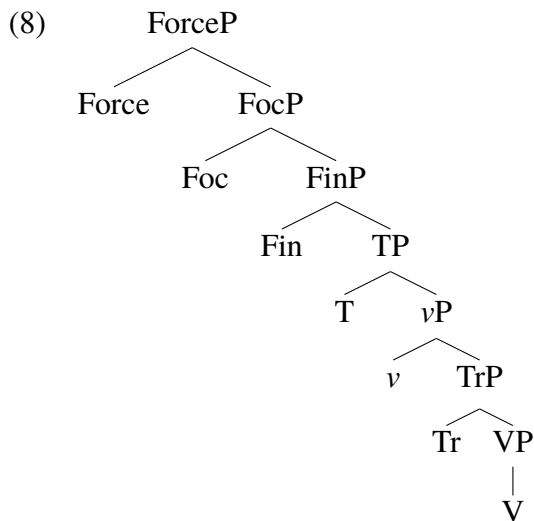 (8) ForceP
Force FocP
Foc FinP
Fin TP
T vP
v TrP
Tr VP
V